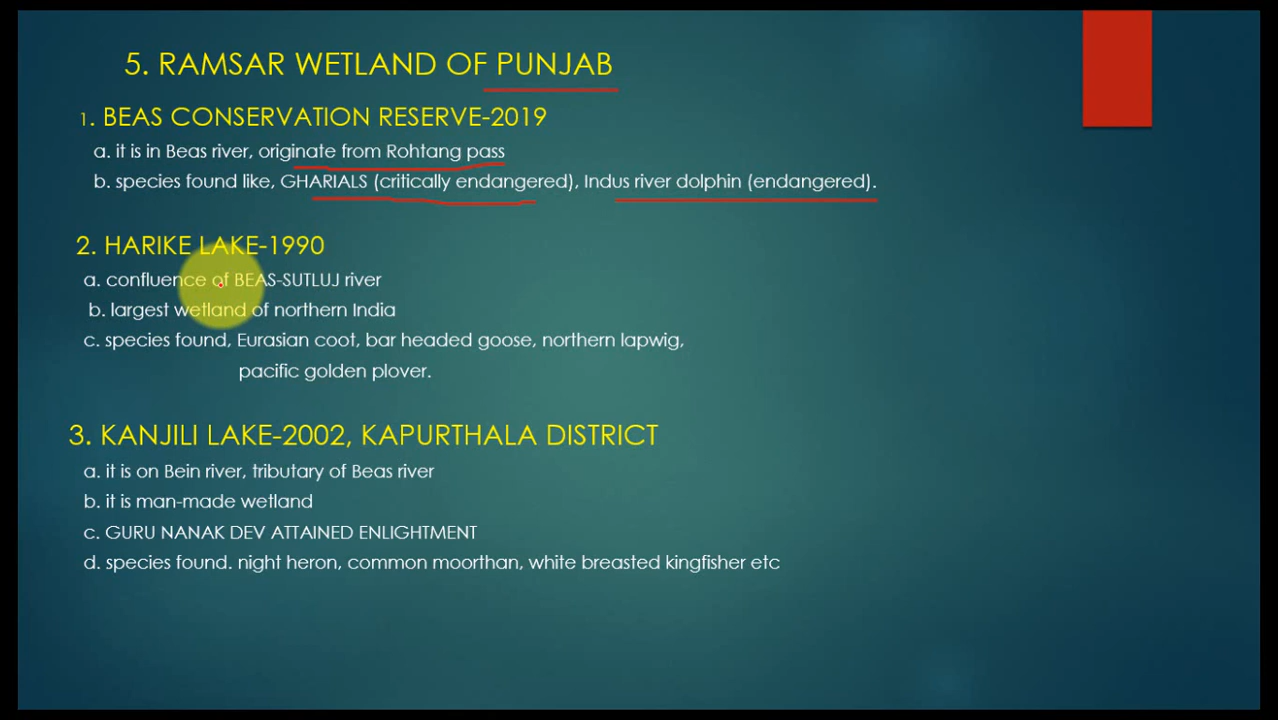 5. RAMSAR WETLAND OF PUNJAB
1. BEAS CONSERVATION RESERVE-2019
a. it is in Beas river, originate from Rohtang pass
b. species found like, GHARIALS (critically endangered), Indus river dolphin (endangered).
2. HARIKE LAKE-1990
a. confluence of BEAS-SUTLUJ river
b. largest wetland of northern India
c. species found, Eurasian coot, bar headed goose, northern lapwig,
pacific golden plover.
3. KANJILI LAKE-2002, KAPURTHALA DISTRICT
a. it is on Bein river, tributary of Beas river
b. it is man-made wetland
c. GURU NANAK DEV ATTAINED ENLIGHTMENT
d. species found. night heron, common moorthan, white breasted kingfisher etc